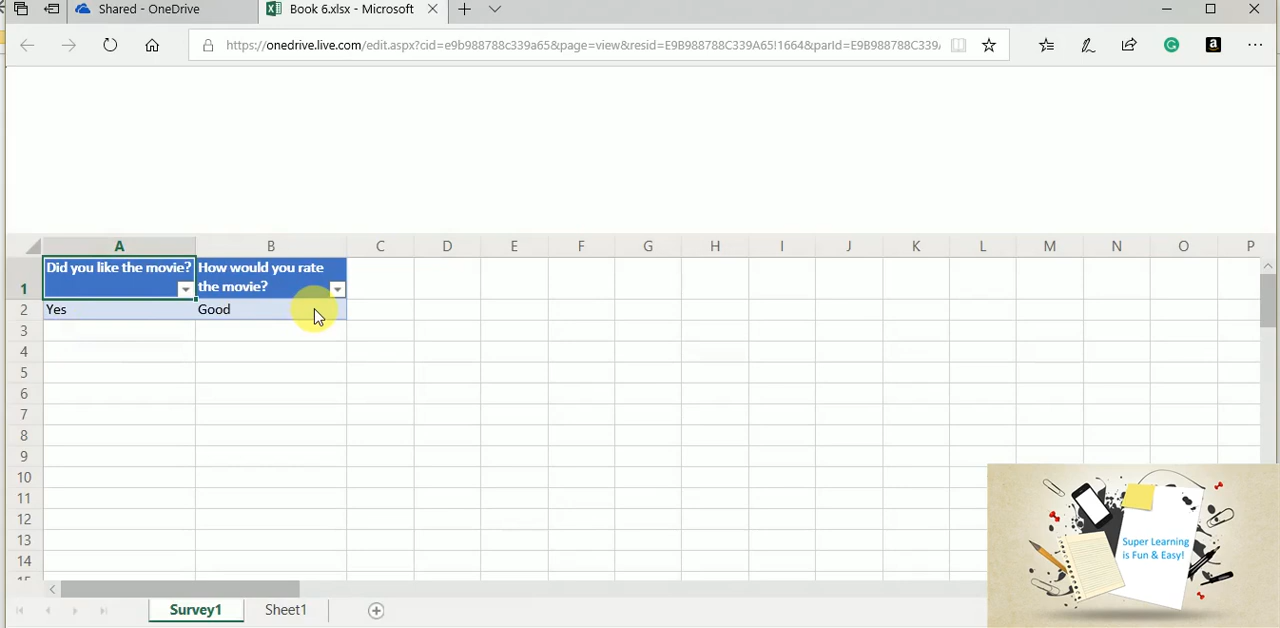 Shared - OneDrive
Book 6.xlsx - Microsoft
https://onedrive.live.com/edit.aspx?cid=e9b988788c339a65&page=view&resid=E9B988788C339A65!1664&parId=E9B988788C339A
A B C D E F G H I J K L M N O P
1 Did you like the movie? How would you rate
the movie?
2 Yes Good
3
4
5
6
7
8
9
10
11
12
13
14
15
Super Learning
is Fun & Easy!
Survey1 Sheet1